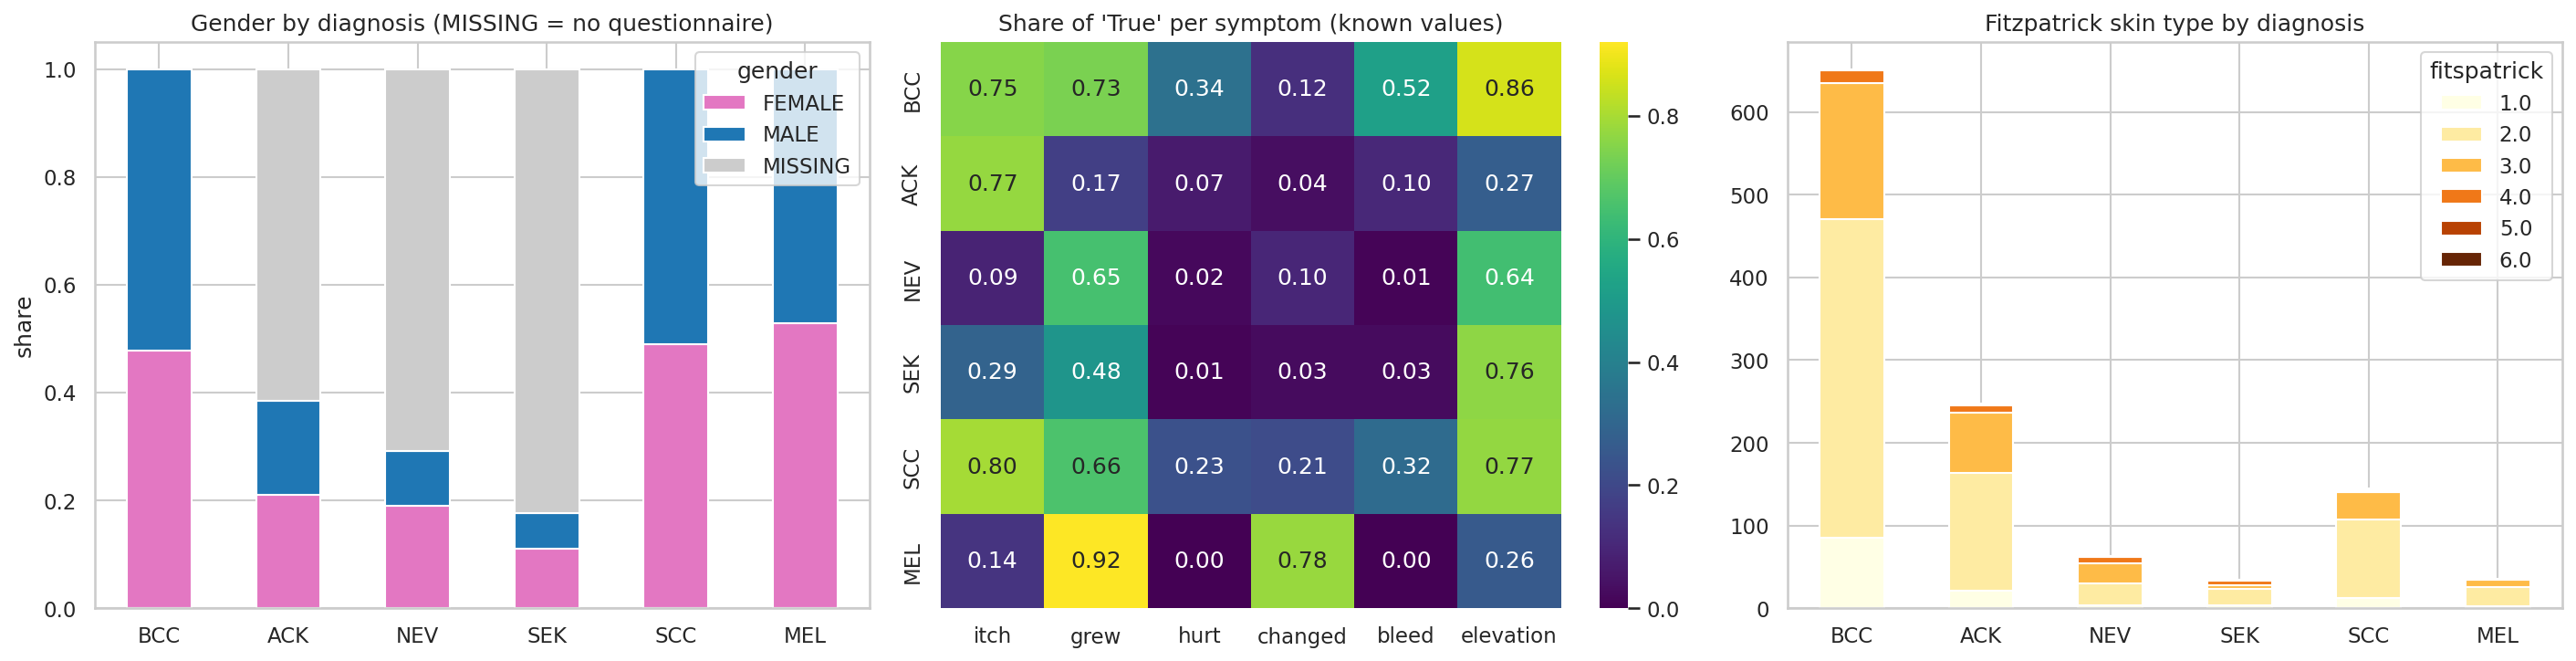 Gender by diagnosis (MISSING = no questionnaire)
share
1.0
0.8
0.6
0.4
0.2
0.0
gender
FEMALE
MALE
MISSING
BCC ACK NEV SEK SCC MEL
Share of 'True' per symptom (known values)
BCC 0.75 0.73 0.34 0.12 0.52 0.86
ACK 0.77 0.17 0.07 0.04 0.10 0.27
NEV 0.09 0.65 0.02 0.10 0.01 0.64
SEK 0.29 0.48 0.01 0.03 0.03 0.76
SCC 0.80 0.66 0.23 0.21 0.32 0.77
MEL 0.14 0.92 0.00 0.78 0.00 0.26
itch grew hurt changed bleed elevation
0.8
0.6
0.4
0.2
0.0
Fitzpatrick skin type by diagnosis
600
500
400
300
200
100
0
fitspatrick
1.0
2.0
3.0
4.0
5.0
6.0
BCC ACK NEV SEK SCC MEL